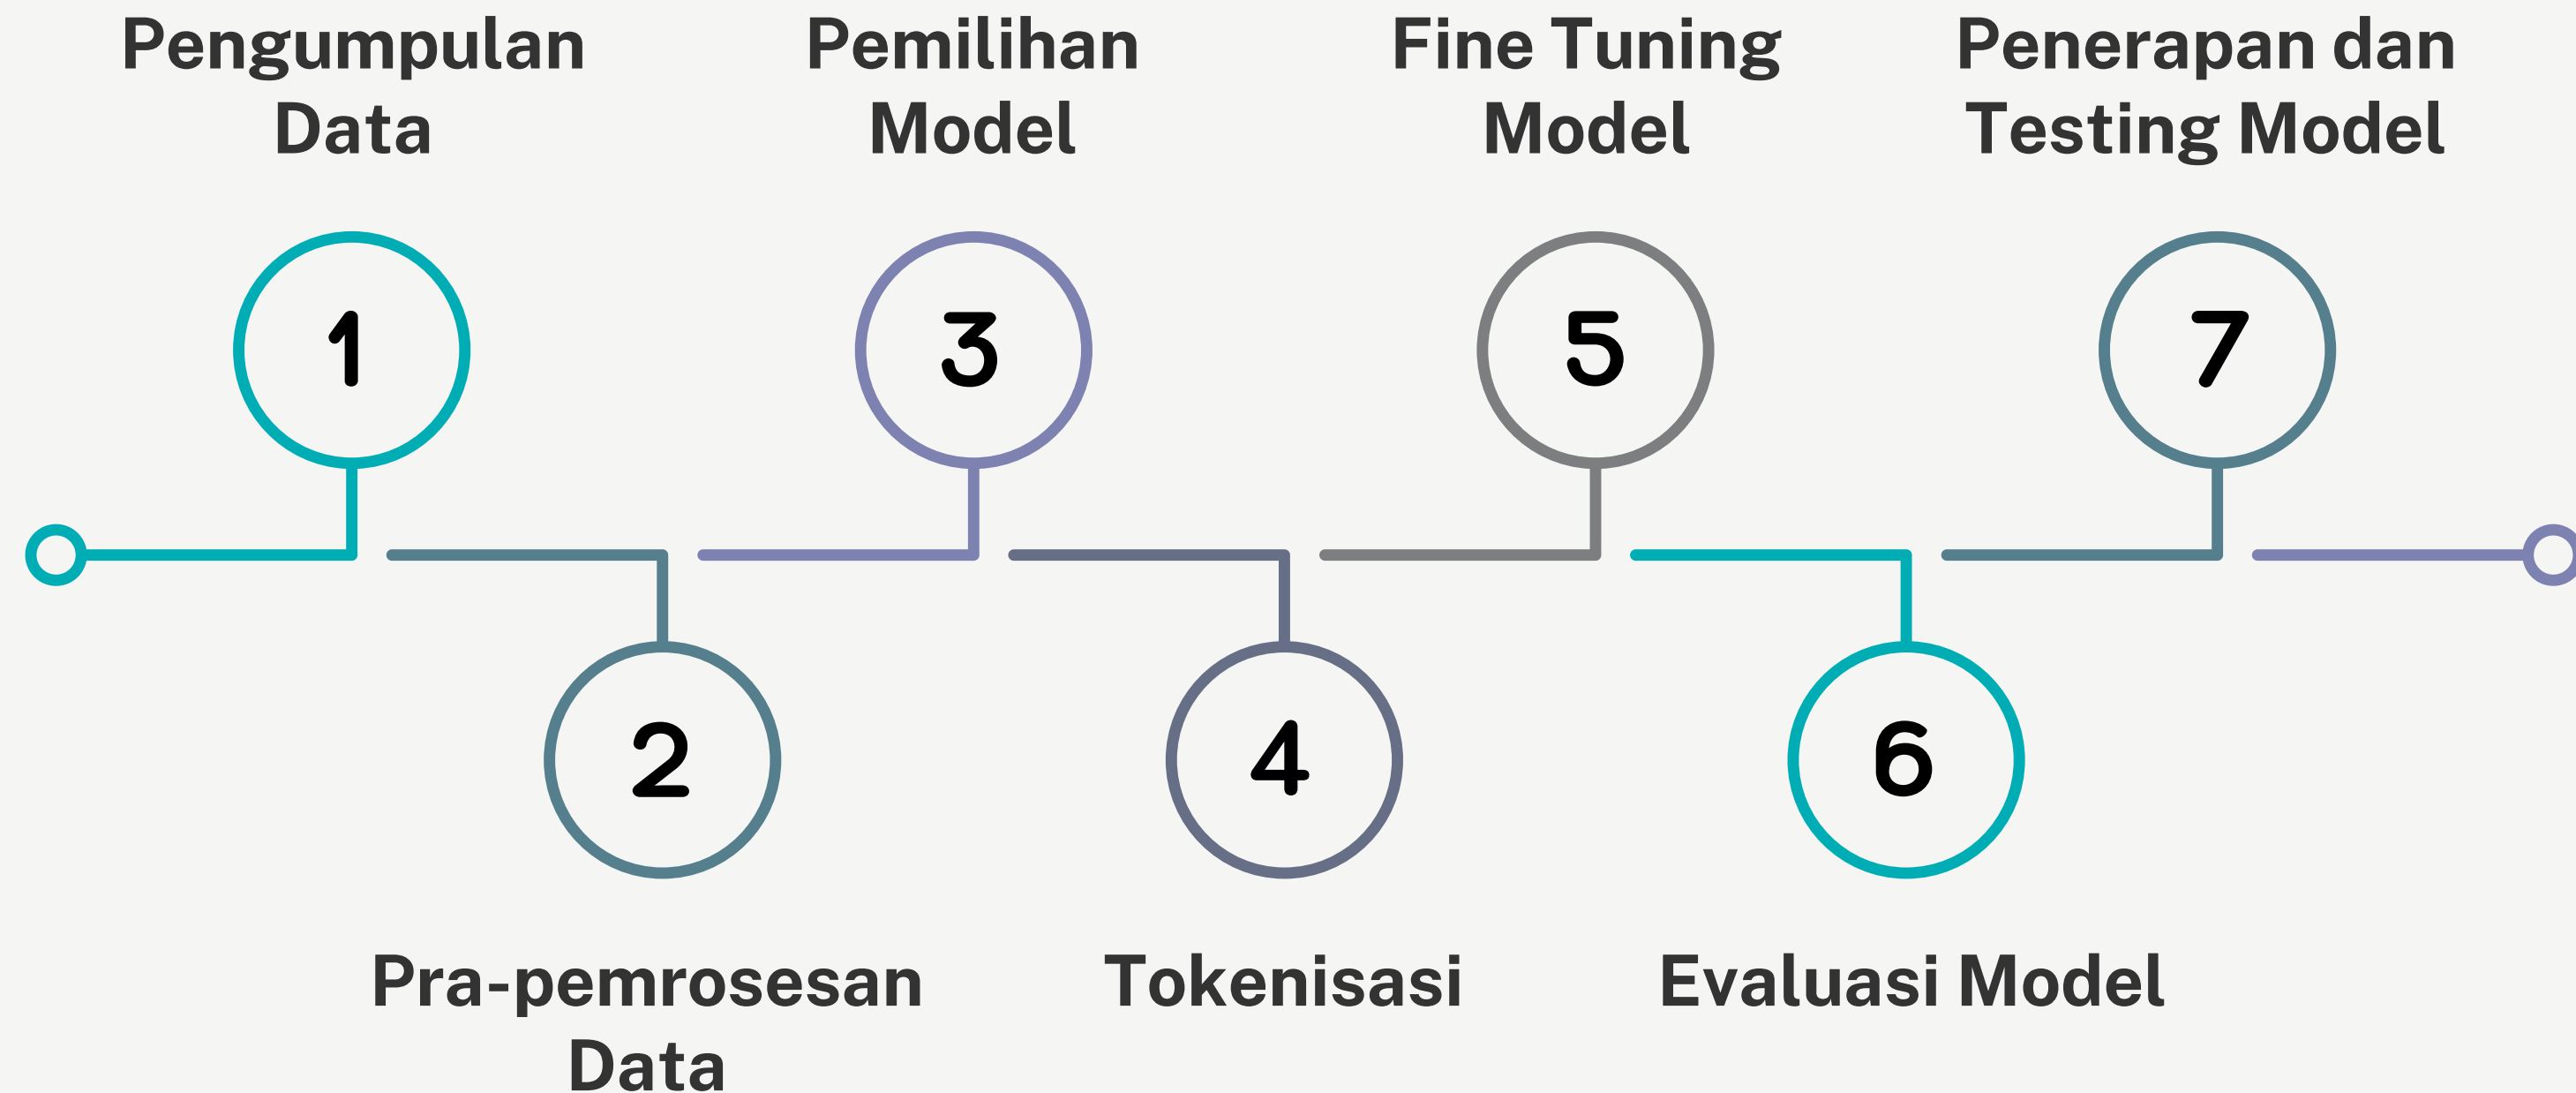 Pengumpulan
Data
Pemilihan
Model
Fine Tuning
Model
Penerapan dan
Testing Model
1
3
5
7
2
4
6
Pra-pemrosesan
Data
Tokenisasi
Evaluasi Model